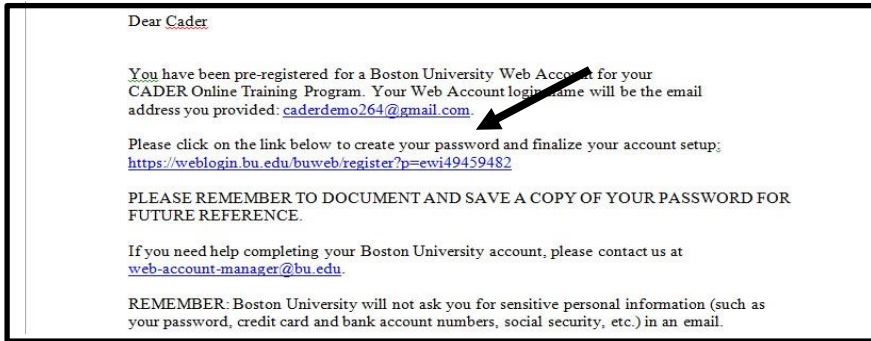 Dear Cader
You have been pre-registered for a Boston University Web Account for your
CADER Online Training Program. Your Web Account login name will be the email
address you provided: caderdemo264@gmail.com.
Please click on the link below to create your password and finalize your account setup:
https://weblogin.bu.edu/buweb/register?p=ewi49459482
PLEASE REMEMBER TO DOCUMENT AND SAVE A COPY OF YOUR PASSWORD FOR
FUTURE REFERENCE.
If you need help completing your Boston University account, please contact us at
web-account-manager@bu.edu.
REMEMBER: Boston University will not ask you for sensitive personal information (such as
your password, credit card and bank account numbers, social security, etc.) in an email.